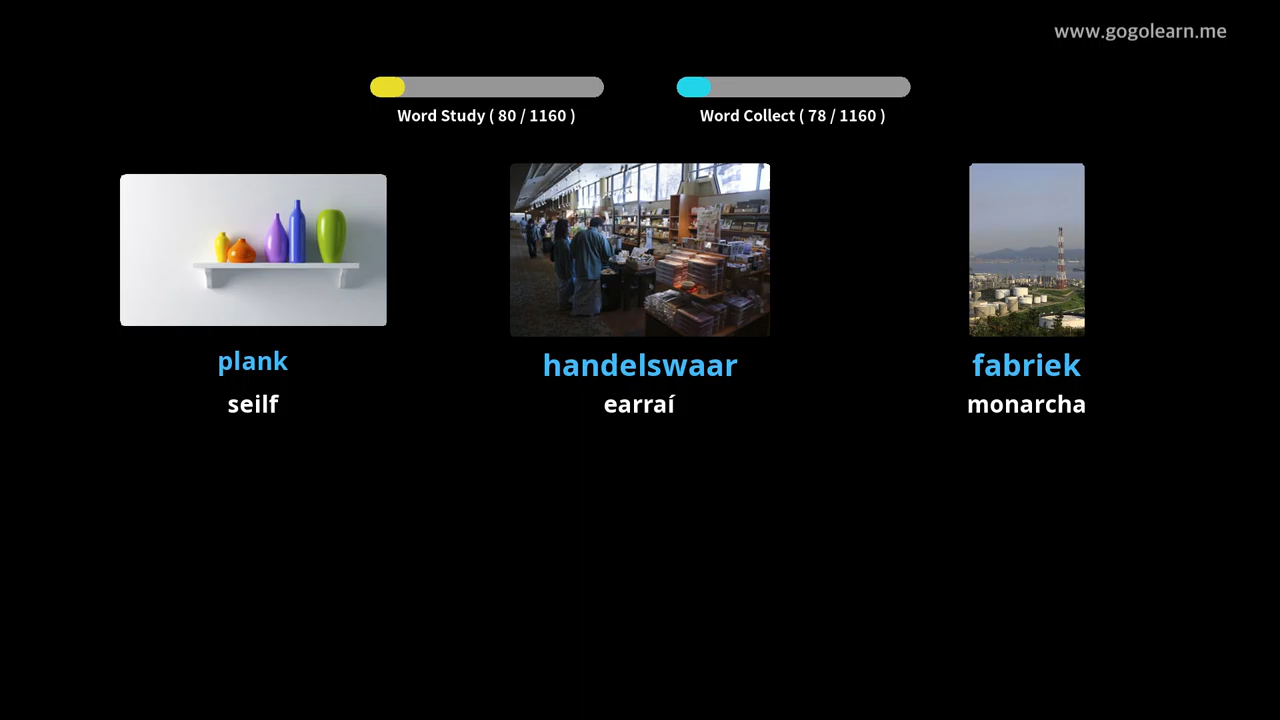 www.gogolearn.me
Word Study ( 80 / 1160 )
Word Collect ( 78 / 1160 )
plank
handelswaar
fabriek
seilf
earraí
monarcha